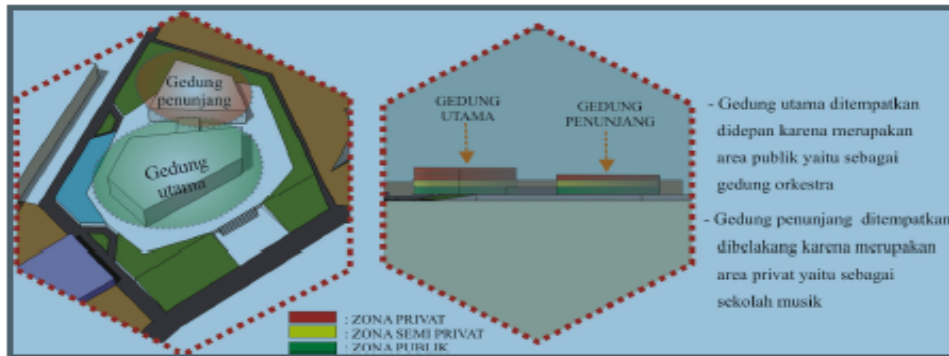 Gedung
penunjang
Gedung
utama
GEDUNG
UTAMA
GEDUNG
PENUNJANG
: ZONA PRIVAT
: ZONA SEMI PRIVAT
: ZONA PUBLIK
- Gedung utama ditempatkan
didepan karena merupakan
area publik yaitu sebagai
gedung orkestra
- Gedung penunjang ditempatkan
dibelakang karena merupakan
area privat yaitu sebagai
sekolah musik